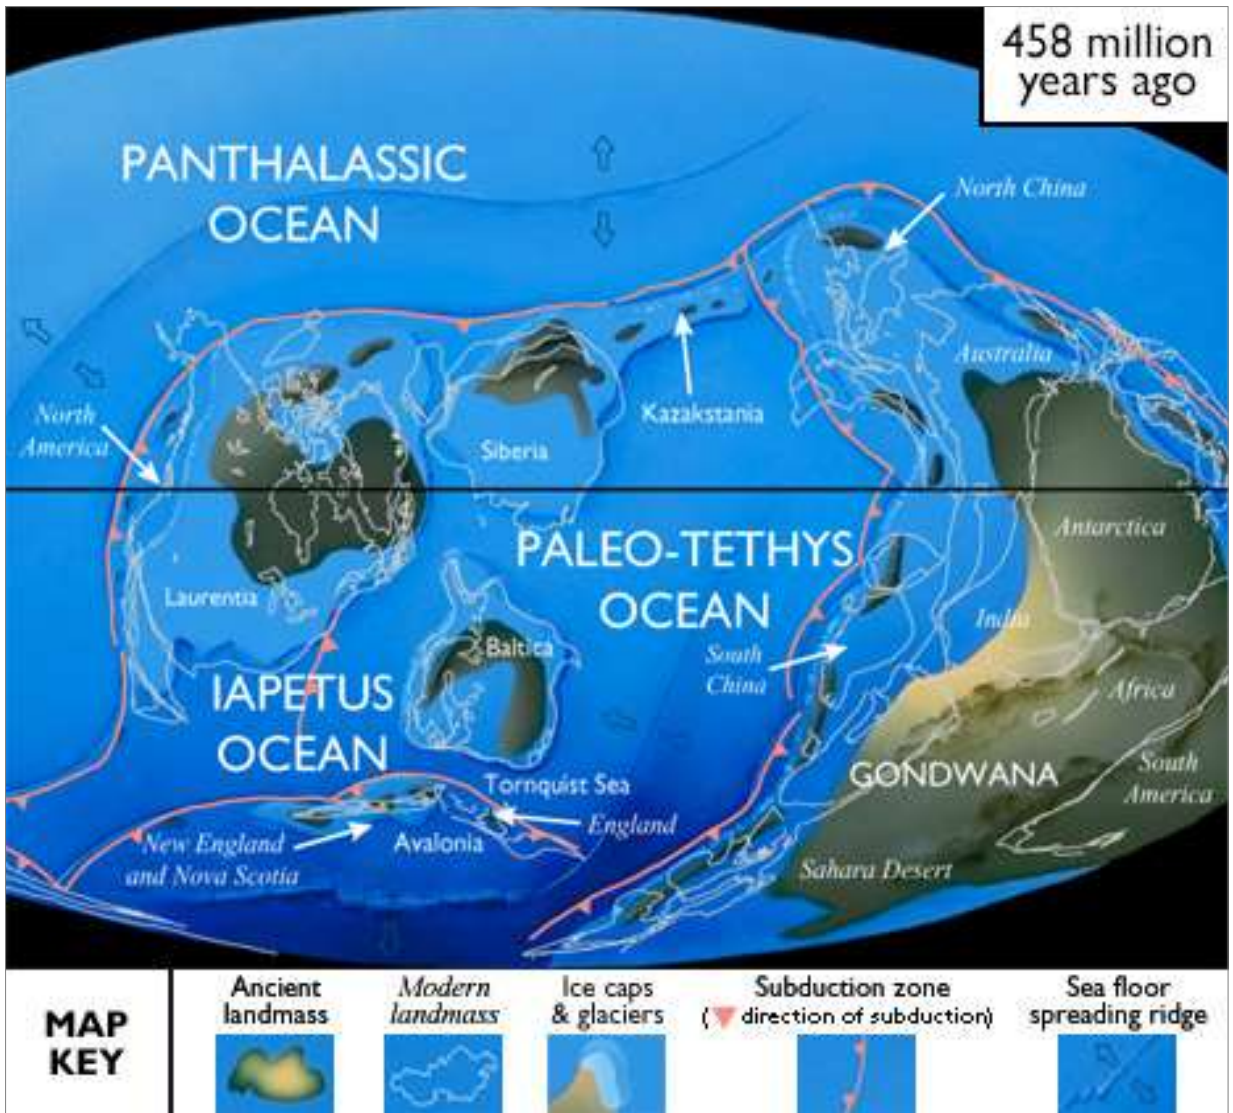 458 million
years ago
PANTHALASSIC
OCEAN
North China
Australia
North
America
Kazakstania
Siberia
Antarctica
PALEO-TETHYS
OCEAN
Laurentia
India
Baltica
South
China
Africa
IAPETUS
OCEAN
GONDWANA
South
America
Tornquist Sea
England
New England
and Nova Scotia
Avalonia
Sahara Desert
MAP
KEY
Ancient
landmass
Modern
landmass
Ice caps
& glaciers
Subduction zone
( direction of subduction)
Sea floor
spreading ridge